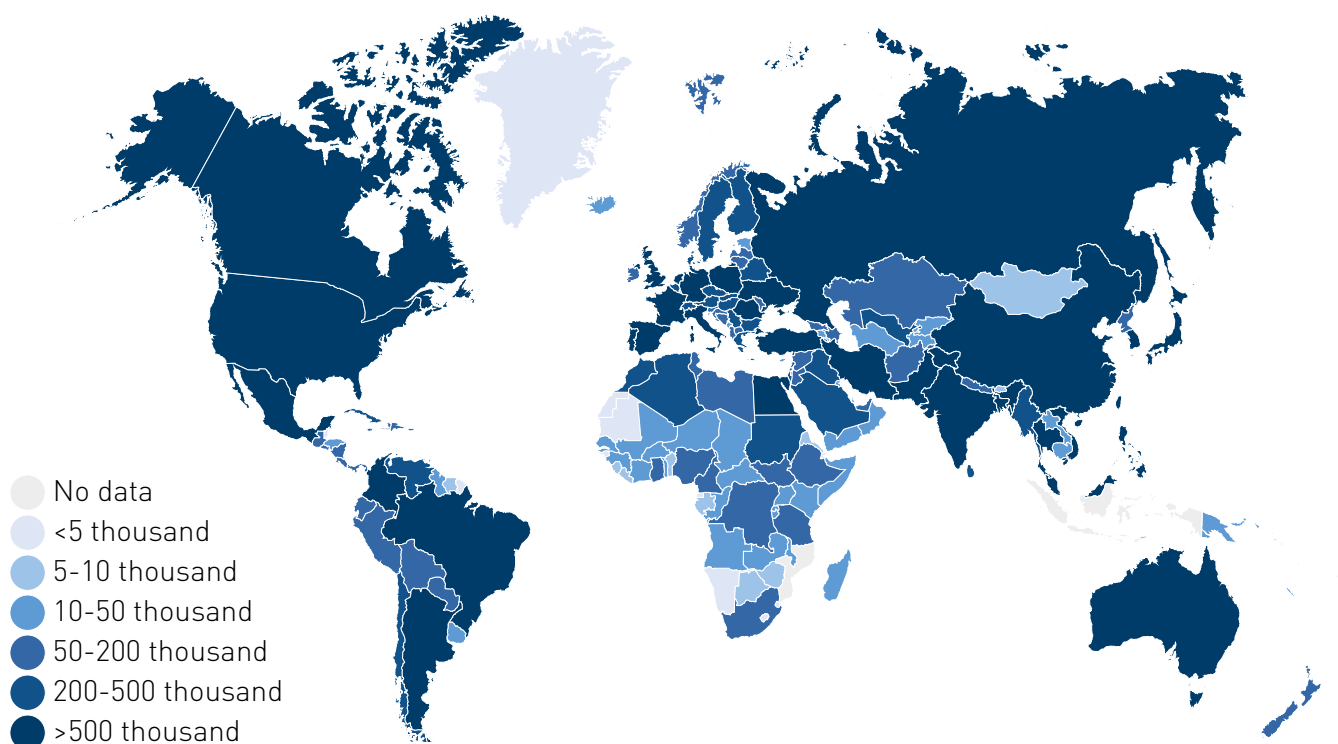 No data
<5 thousand
5-10 thousand
10-50 thousand
50-200 thousand
200-500 thousand
>500 thousand